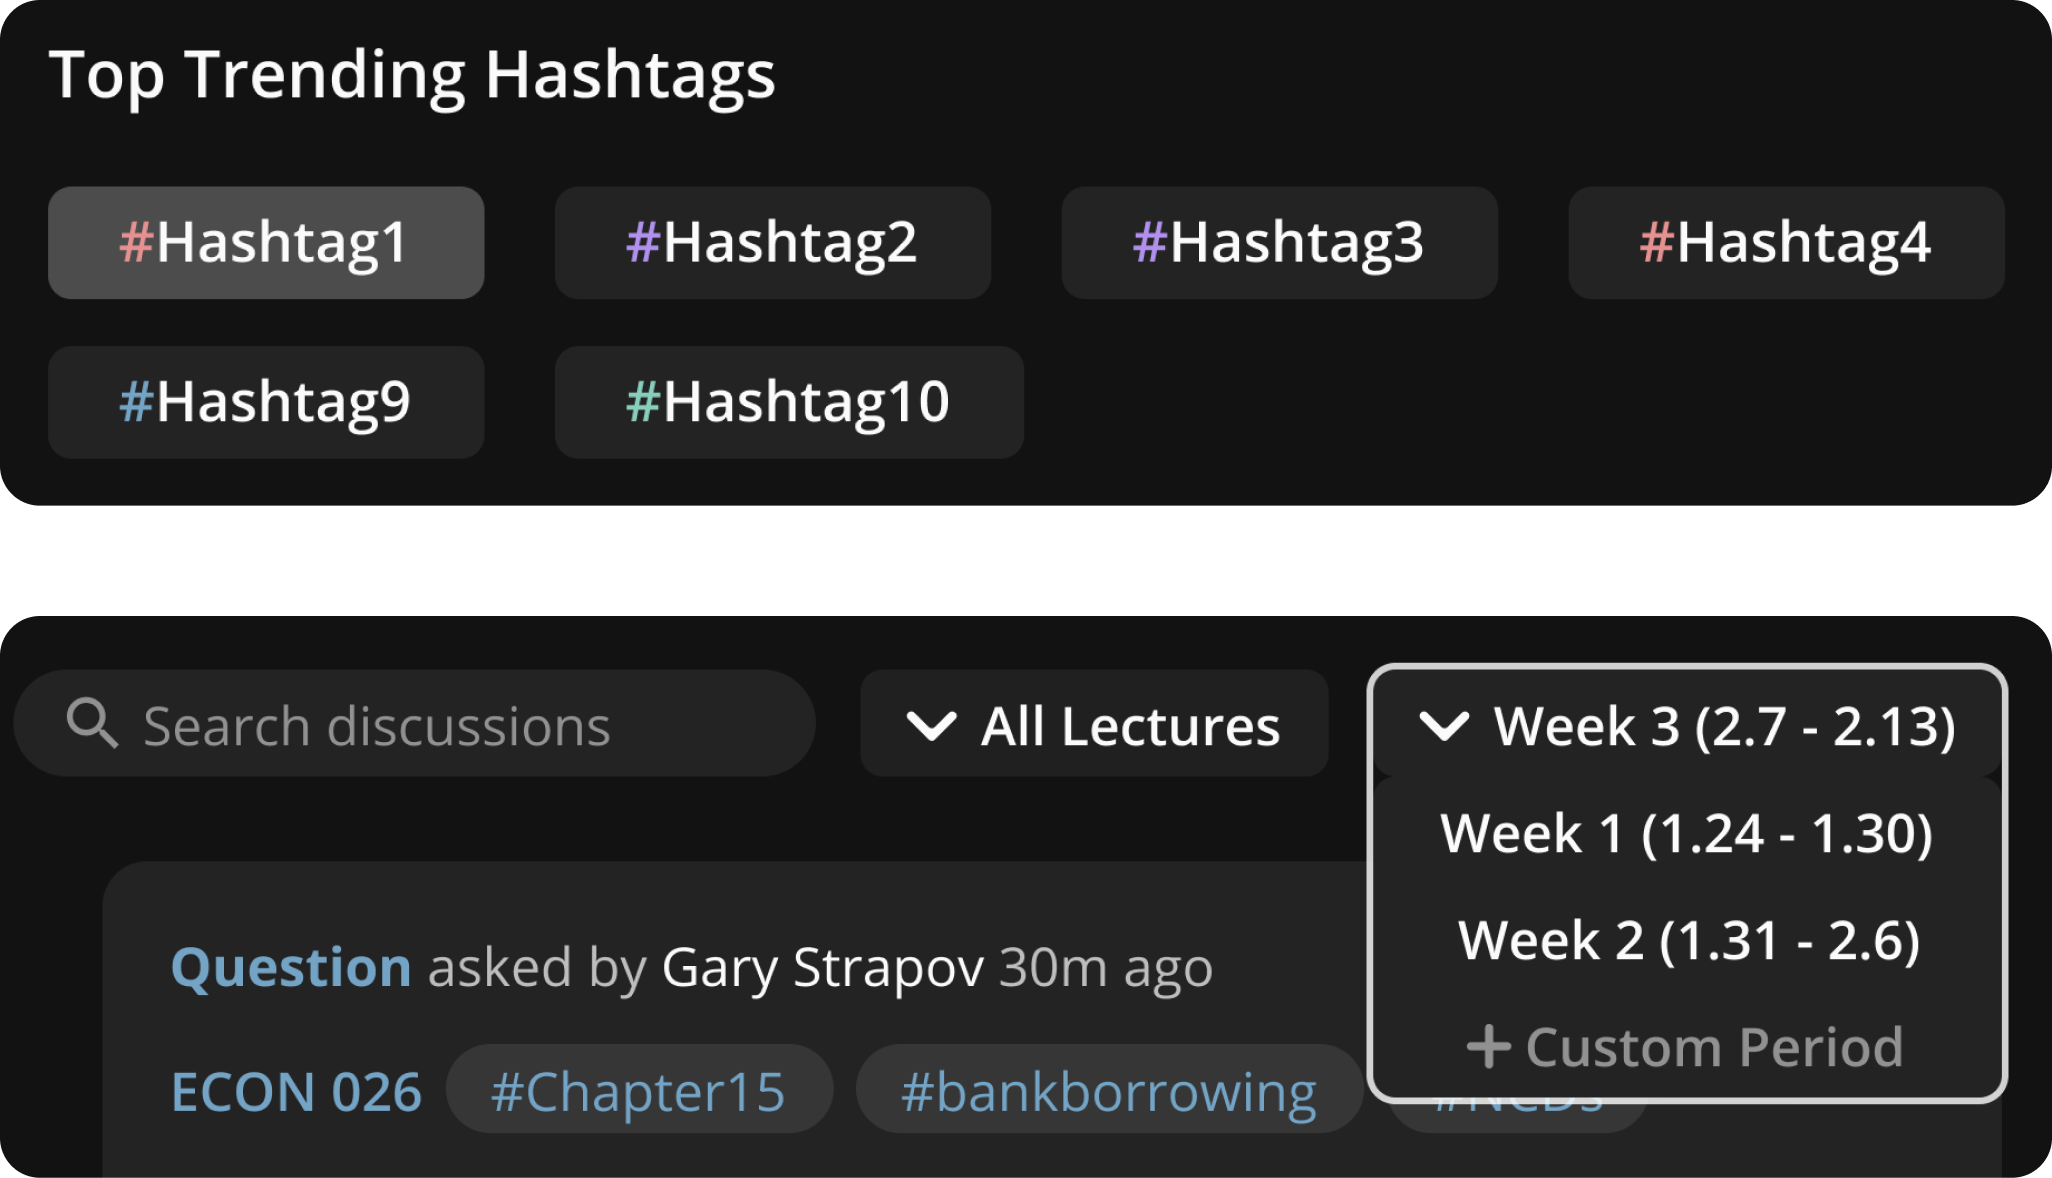 Top Trending Hashtags
#Hashtag1 #Hashtag2 #Hashtag3 #Hashtag4
#Hashtag9 #Hashtag10
Search discussions All Lectures Week 3 (2.7 - 2.13)
Week 1 (1.24 - 1.30)
Week 2 (1.31 - 2.6)
Custom Period
Question asked by Gary Strapov 30m ago
ECON 026 #Chapter15 #bankborrowing #NCDs